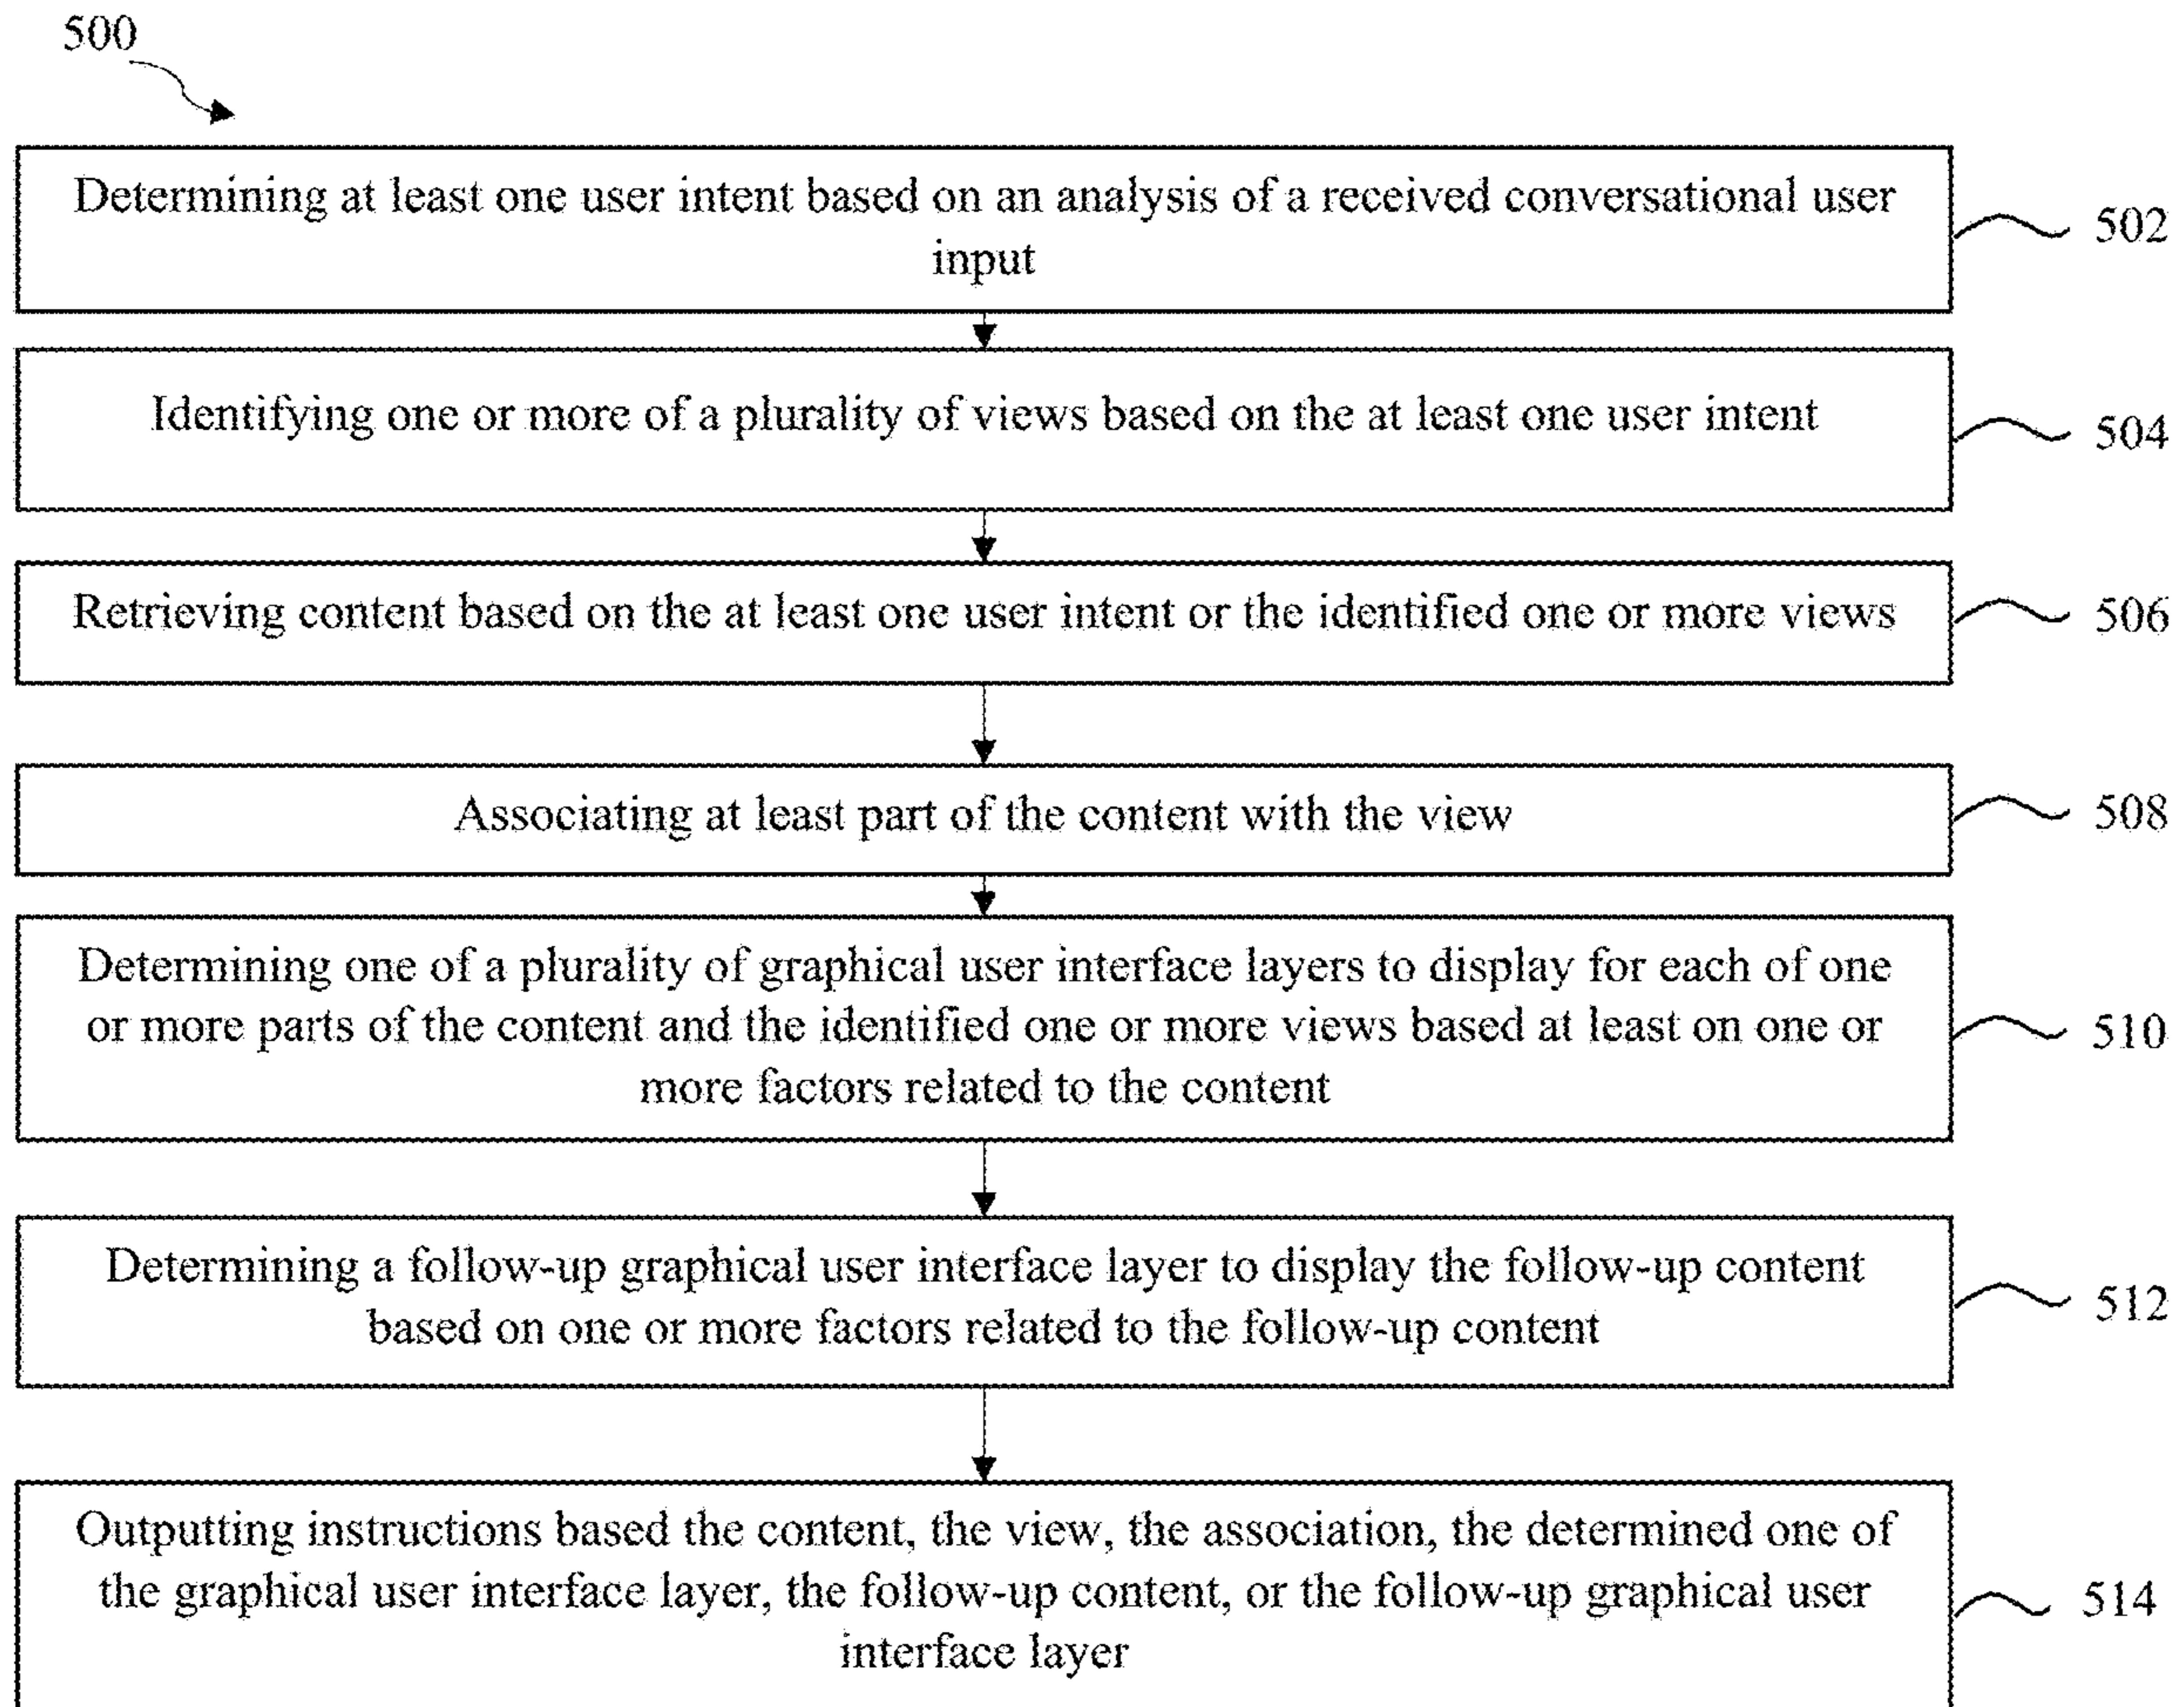 500
Determining at least one user intent based on an analysis of a received conversational user
input
502
Identifying one or more of a plurality of views based on the at least one user intent
504
Retrieving content based on the at least one user intent or the identified one or more views
506
Associating at least part of the content with the view
508
Determining one of a plurality of graphical user interface layers to display for each of one
or more parts of the content and the identified one or more views based at least on one or
more factors related to the content
510
Determining a follow-up graphical user interface layer to display the follow-up content
based on one or more factors related to the follow-up content
512
Outputting instructions based the content, the view, the association, the determined one of
the graphical user interface layer, the follow-up content, or the follow-up graphical user
interface layer
514